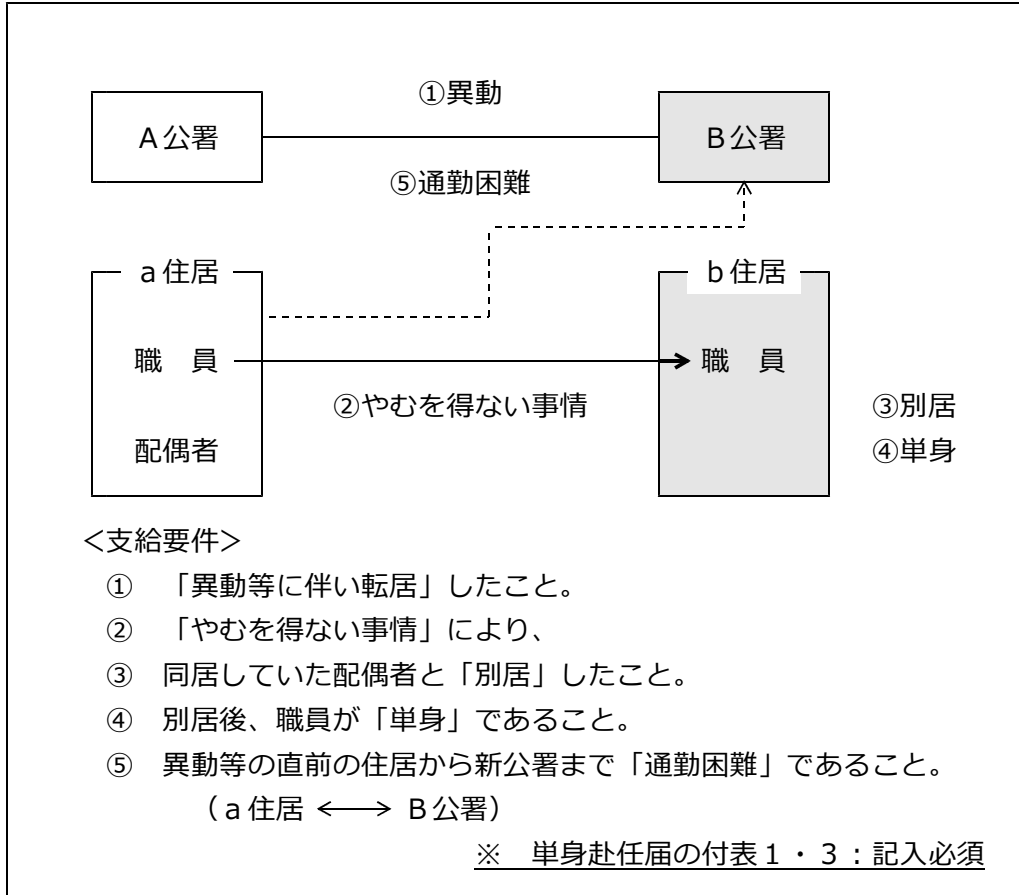 ①異動
A公署
B公署
⑤通勤困難
a住居
b住居
職　員
職　員
②やむを得ない事情
③別居
配偶者
④単身
＜支給要件＞
①　「異動等に伴い転居」したこと。
②　「やむを得ない事情」により、
③　同居していた配偶者と「別居」したこと。
④　別居後、職員が「単身」であること。
⑤　異動等の直前の住居から新公署まで「通勤困難」であること。
（a住居 ⟷ B公署）
※　単身赴任届の付表１・３：記入必須